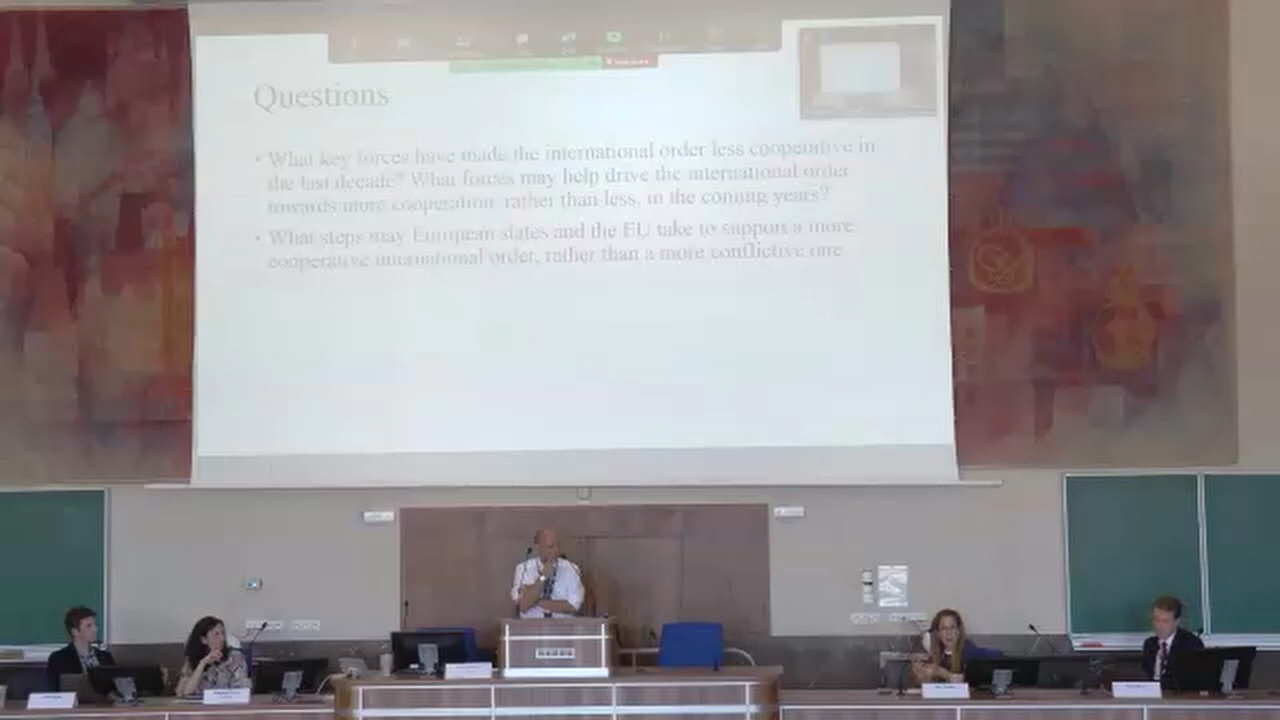 Questions
• What key forces have made the international order less cooperative in
the last decade? What forces may help drive the international order
towards more cooperation, rather than less, in the coming years?
• What steps may European states and the EU take to support a more
cooperative international order, rather than a more conflictive one